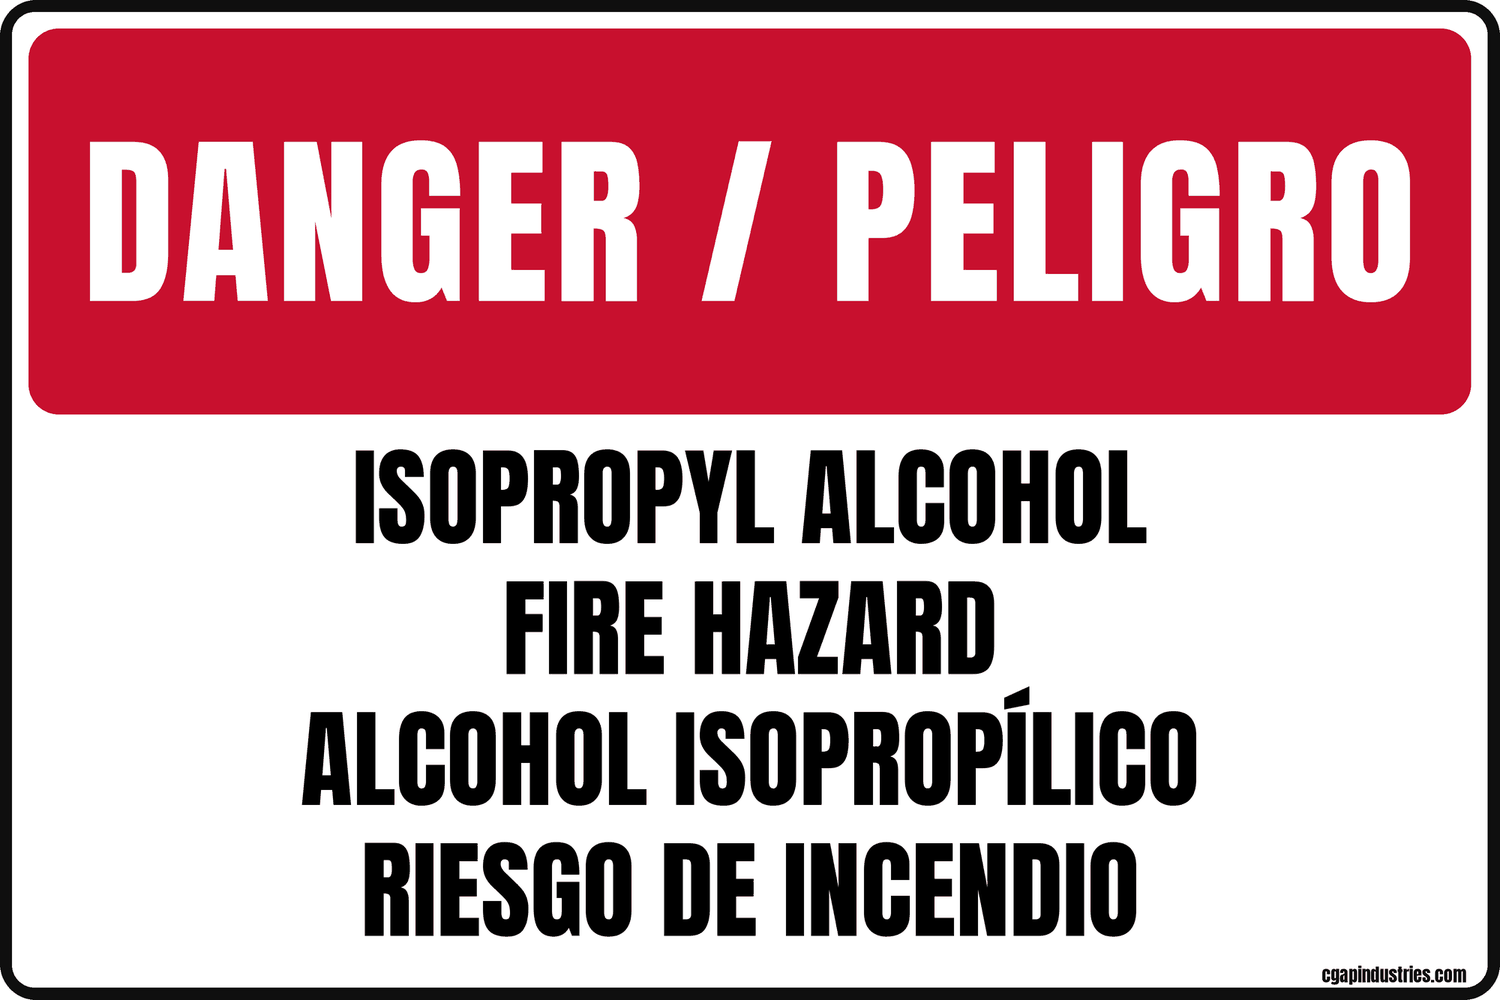 DANGER / PELIGRO
ISOPROPYL ALCOHOL
FIRE HAZARD
ALCOHOL ISOPROPÍLICO
RIESGO DE INCENDIO
cgapindustries.com